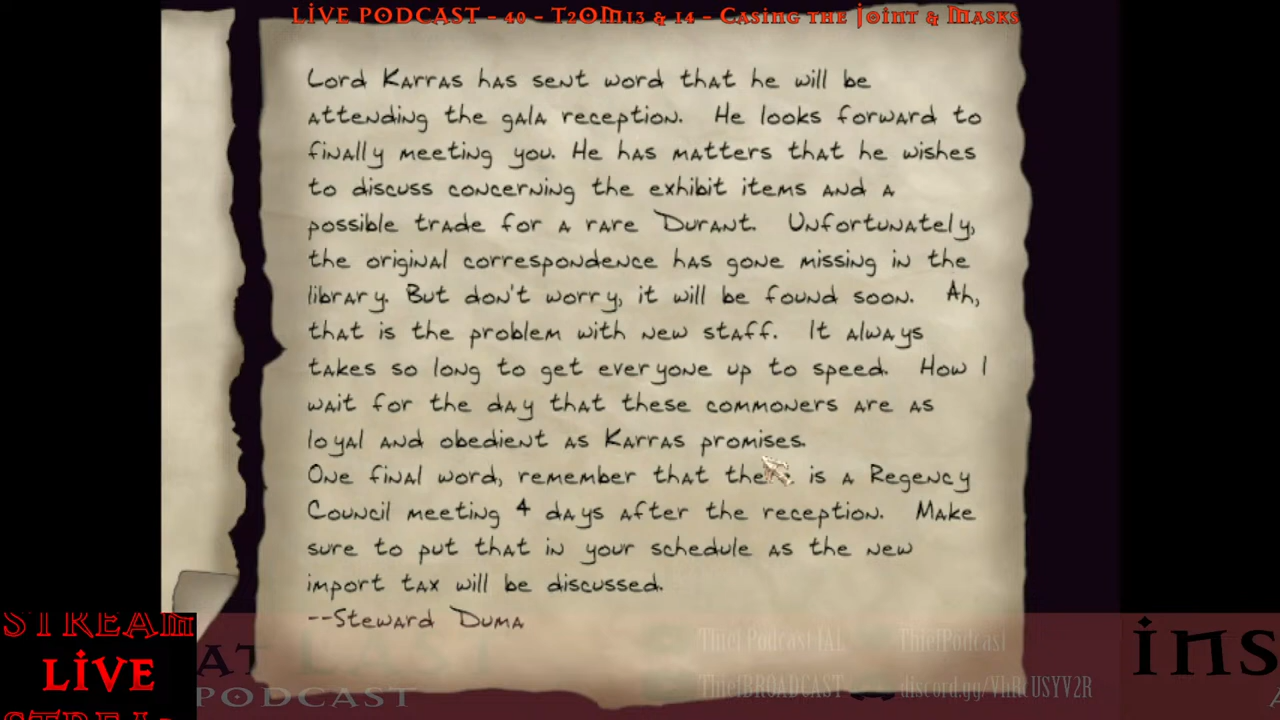 LIVE PODCAST - 40 - T2OM13 & 14 - Casing the Joint & Masks
Lord Karras has sent word that he will be
attending the gala reception. He looks forward to
finally meeting you. He has matters that he wishes
to discuss concerning the exhibit items and a
possible trade for a rare Durant. Unfortunately,
the original correspondence has gone missing in the
library. But don't worry, it will be found soon. Ah,
that is the problem with new staff. It always
takes so long to get everyone up to speed. How I
wait for the day that these commoners are as
loyal and obedient as Karras promises.
One final word, remember that the is a Regency
Council meeting 4 days after the reception. Make
sure to put that in your schedule as the new
import tax will be discussed.
--Steward Duma
STREAM
LIVE
AT LAST
PODCAST
Thief Podcast
ThiefPodcast
ThiefBROADCAST
ins